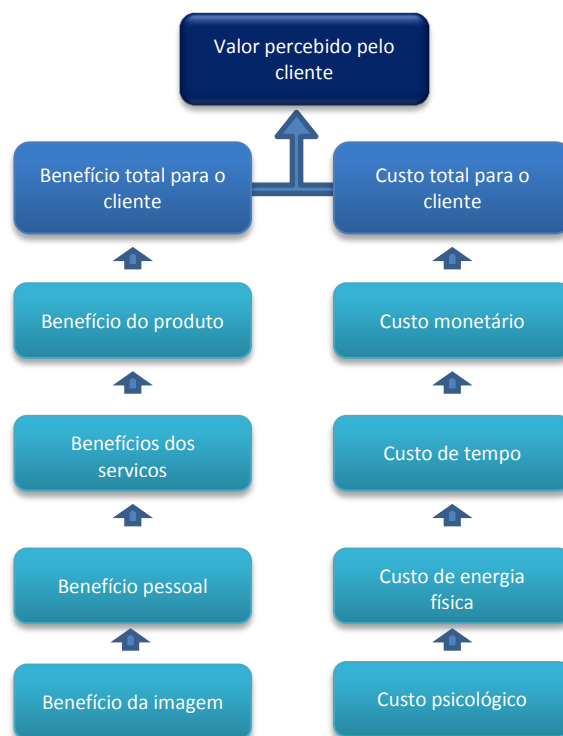 Valor percebido pelo
cliente
Benefício total para o
cliente
Custo total para o
cliente
Benefício do produto
Custo monetário
Benefícios dos
servicos
Custo de tempo
Benefício pessoal
Custo de energia
física
Benefício da imagem
Custo psicológico